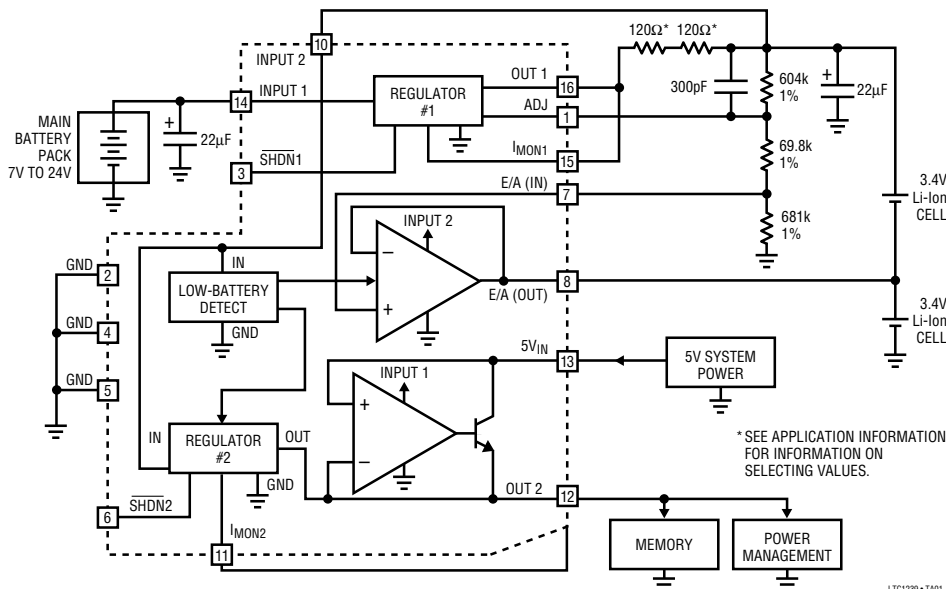 120Ω* 120Ω*
10
INPUT 2
OUT 1
16
604k
1%
300pF
+
22µF
14
INPUT 1
REGULATOR
#1
ADJ
1
MAIN
BATTERY
PACK
7V TO 24V
+
22µF
IMON1
15
69.8k
1%
3
SHDN1
E/A (IN)
7
INPUT 2
681k
1%
3.4V
Li-Ion
CELL
IN
LOW-BATTERY
DETECT
GND
−
+
E/A (OUT)
8
GND
2
GND
4
GND
5
3.4V
Li-Ion
CELL
5VIN
13
5V SYSTEM
POWER
INPUT 1
+
−
IN
REGULATOR
#2
OUT
GND
* SEE APPLICATION INFORMATION
FOR INFORMATION ON
SELECTING VALUES.
OUT 2
12
6
SHDN2
IMON2
11
MEMORY
POWER
MANAGEMENT
LTC1239 • TA01